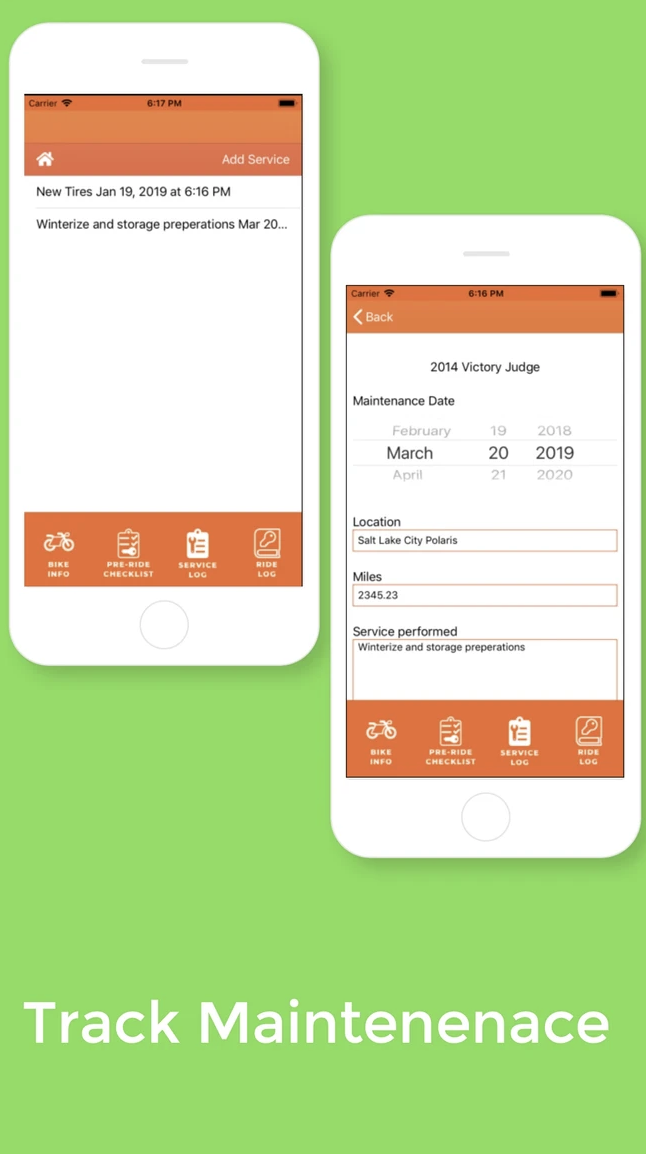 Carrier 6:17 PM
Add Service
New Tires Jan 19, 2019 at 6:16 PM
Winterize and storage preperations Mar 20...
BIKE INFO
PRE-RIDE CHECKLIST
SERVICE LOG
RIDE LOG
Carrier 6:16 PM
Back
2014 Victory Judge
Maintenance Date
February 19 2018
March 20 2019
April 21 2020
Location
Salt Lake City Polaris
Miles
2345.23
Service performed
Winterize and storage preperations
BIKE INFO
PRE-RIDE CHECKLIST
SERVICE LOG
RIDE LOG
Track Maintenenace